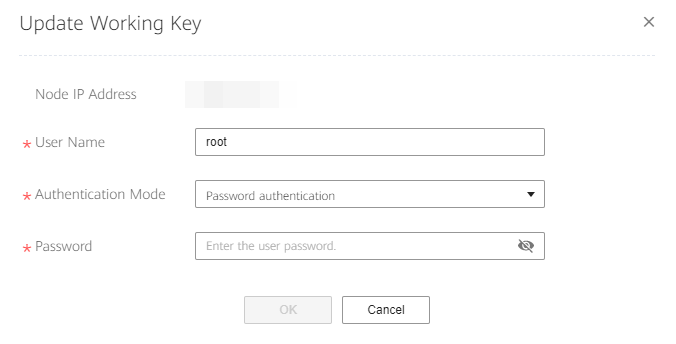 Update Working Key
Node IP Address
* User Name root
* Authentication Mode Password authentication
* Password Enter the user password.
OK Cancel